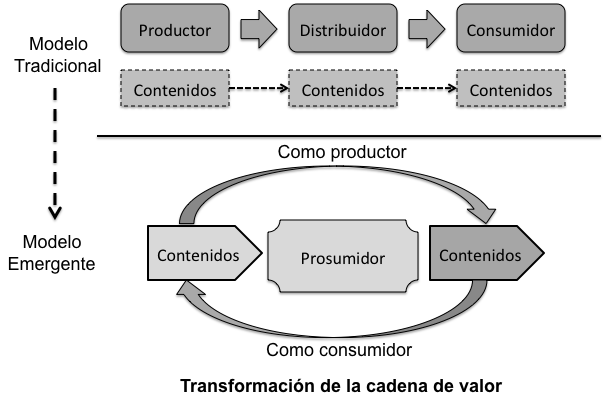 Modelo
Tradicional
Productor
Distribuidor
Consumidor
Contenidos
Contenidos
Contenidos
Como productor
Modelo
Emergente
Contenidos
Prosumidor
Contenidos
Como consumidor
Transformación de la cadena de valor